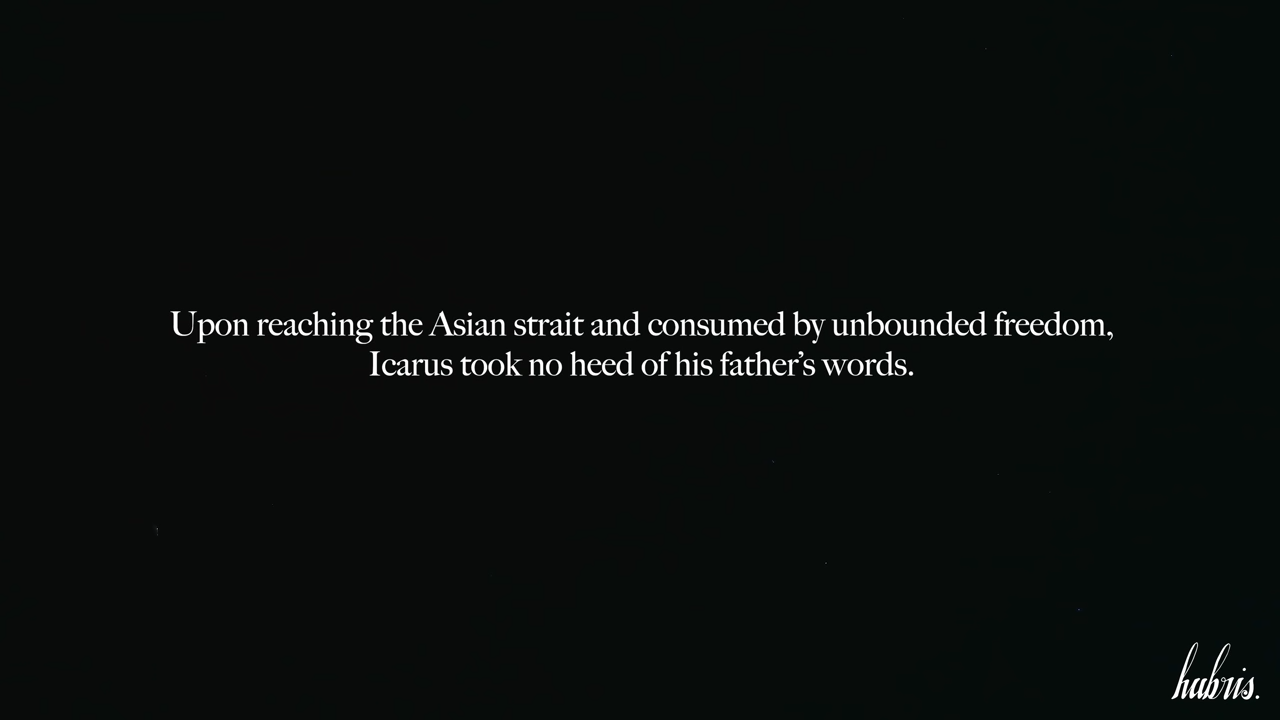 Upon reaching the Asian strait and consumed by unbounded freedom,
Icarus took no heed of his father’s words.
hubris.